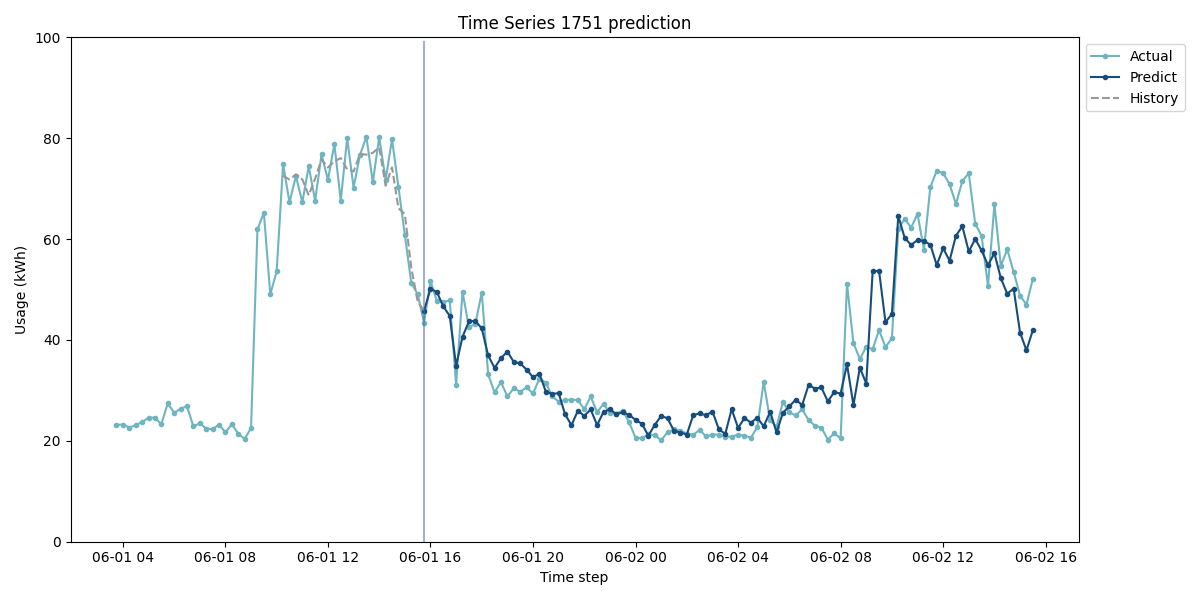 Time Series 1751 prediction
100
80
60
40
20
0
Usage (kWh)
06-01 04
06-01 08
06-01 12
06-01 16
06-01 20
06-02 00
06-02 04
06-02 08
06-02 12
06-02 16
Time step
Actual
Predict
History